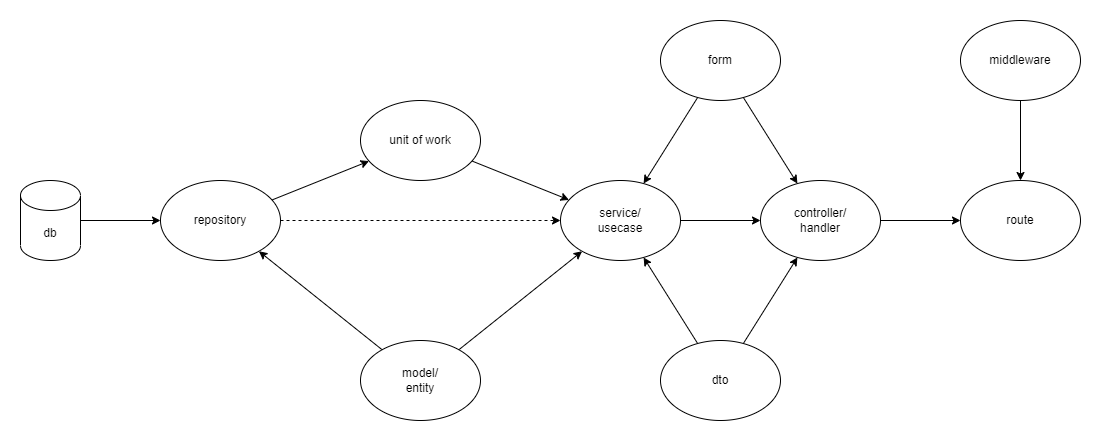 form
middleware
unit of work
db
repository
service/
usecase
controller/
handler
route
model/
entity
dto